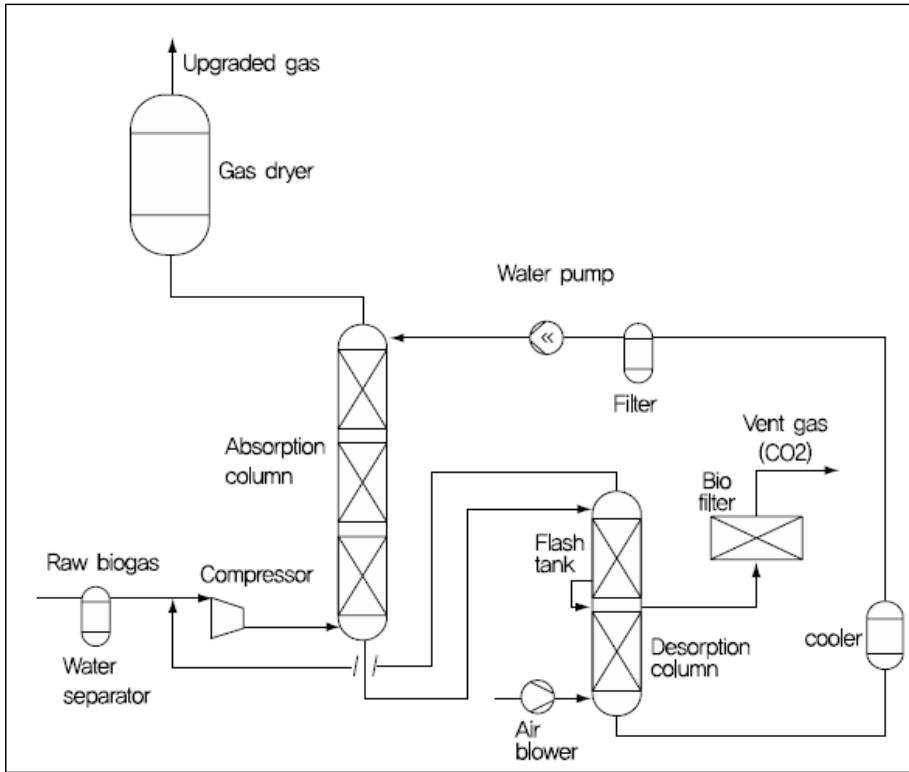 Upgraded gas
Gas dryer
Water pump
Filter
Absorption
column
Vent gas
(CO2)
Bio
filter
Flash
tank
Raw biogas
Compressor
Water
separator
Desorption
column
cooler
Air
blower